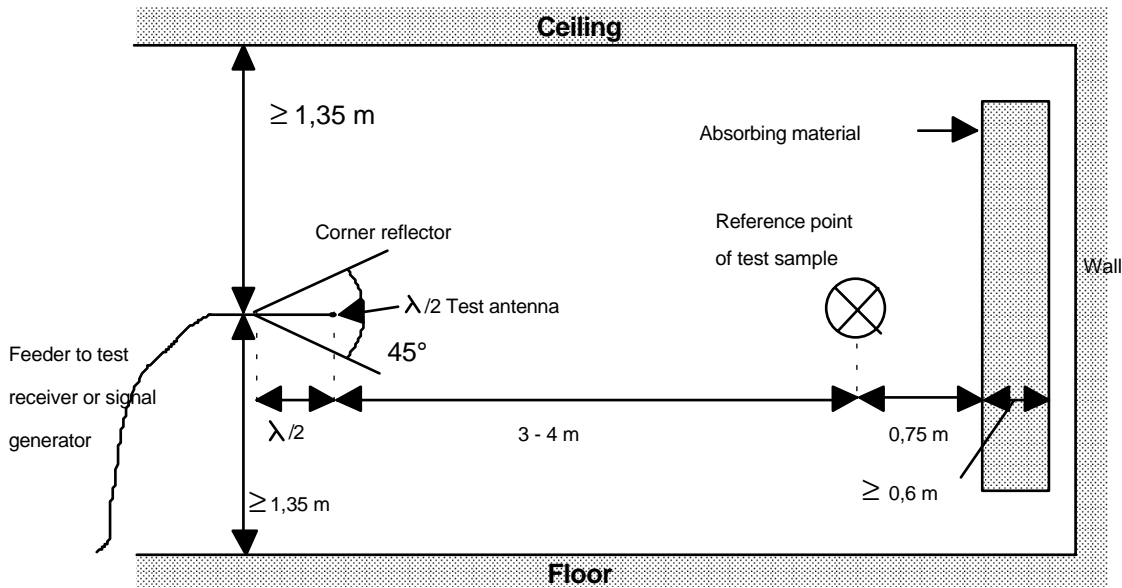 Ceiling
≥ 1,35 m
Absorbing material
Reference point
of test sample
Corner reflector
Wall
λ/2 Test antenna
45°
Feeder to test
receiver or signal
generator
λ/2
3 - 4 m
0,75 m
≥ 0,6 m
≥ 1,35 m
Floor